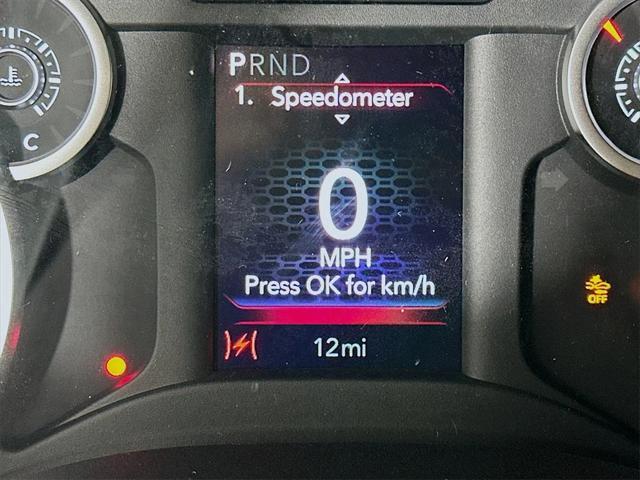 PRND
1. Speedometer
0
MPH
Press OK for km/h
12mi
C
OFF